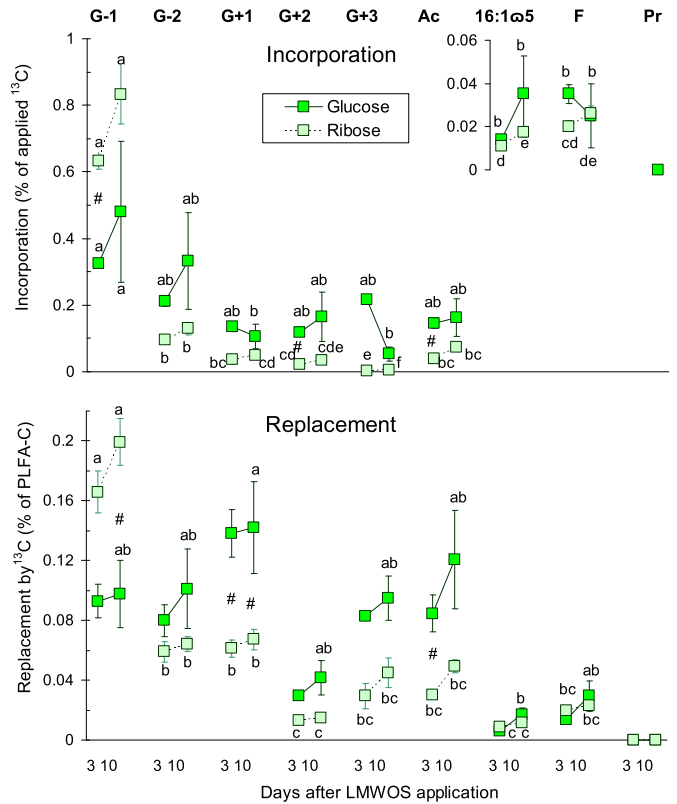 G-1 G-2 G+1 G+2 G+3 Ac 16:1ϖ5 F Pr
Incorporation
Glucose
Ribose
Incorporation (% of applied ¹³C)
1
0.8
0.6
0.4
0.2
0
0.06
0.04
0.02
0
a
a
#
a
a
ab
ab
b
b
ab
b
bc
cd
ab
ab
#
cd
cde
ab
b
e
f
ab
ab
#
bc
bc
b
b
d
e
b
b
cd
de
Replacement
Replacement by¹³C (% of PLFA-C)
0.2
0.16
0.12
0.08
0.04
0
a
a
#
ab
ab
b
b
a
#
#
b
b
ab
c
c
ab
bc
bc
ab
#
bc
bc
b
c
c
bc
ab
bc
3 10 3 10 3 10 3 10 3 10 3 10 3 10 3 10 3 10
Days after LMWOS application